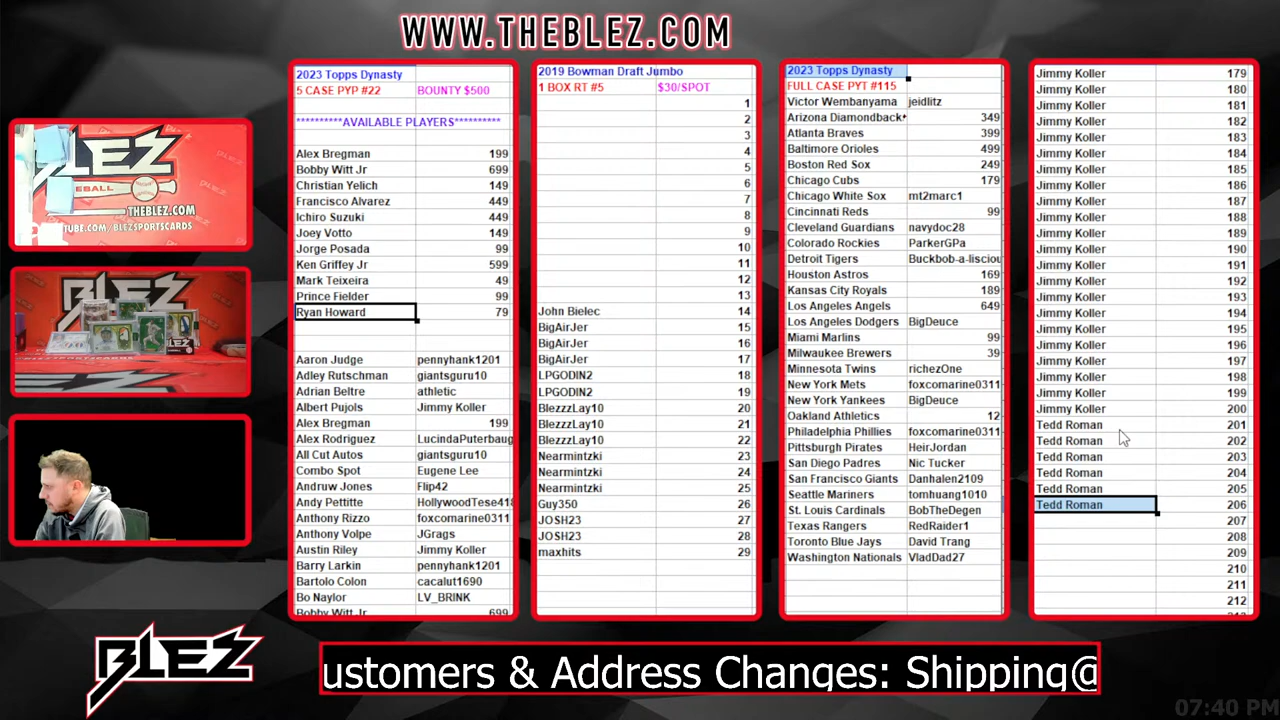 WWW.THEBLEZ.COM
BLEZ
EBALL
THEBLEZ.COM
TUBE.COM/BLEZSPORTSCARDS
BLEZ
2023 Topps Dynasty
5 CASE PYP #22 BOUNTY $500
**********AVAILABLE PLAYERS**********
Alex Bregman 199
Bobby Witt Jr 699
Christian Yelich 149
Francisco Alvarez 449
Ichiro Suzuki 449
Joey Votto 149
Jorge Posada 99
Ken Griffey Jr 599
Mark Teixeira 49
Prince Fielder 99
Ryan Howard 79
Aaron Judge pennyhank1201
Adley Rutschman giantsguru10
Adrian Beltre athletic
Albert Pujols Jimmy Koller
Alex Bregman 199
Alex Rodriguez LucindaPuterbaug
All Cut Autos giantsguru10
Combo Spot Eugene Lee
Andruw Jones Flip42
Andy Pettitte HollywoodTese418
Anthony Rizzo foxcomarine0311
Anthony Volpe JGrags
Austin Riley Jimmy Koller
Barry Larkin pennyhank1201
Bartolo Colon cacalut1690
Bo Naylor LV_BRINK
Bobby Witt Jr 699
2019 Bowman Draft Jumbo
1 BOX RT #5 $30/SPOT
1
2
3
4
5
6
7
8
9
10
11
12
13
John Bielec 14
BigAirJer 15
BigAirJer 16
BigAirJer 17
LPGODIN2 18
LPGODIN2 19
BlezzzLay10 20
BlezzzLay10 21
BlezzzLay10 22
Nearmintzki 23
Nearmintzki 24
Nearmintzki 25
Guy350 26
JOSH23 27
JOSH23 28
maxhits 29
2023 Topps Dynasty
FULL CASE PYT #115
Victor Wembanyama jeidlitz
Arizona Diamondback 349
Atlanta Braves 399
Baltimore Orioles 499
Boston Red Sox 249
Chicago Cubs 179
Chicago White Sox mt2marc1
Cincinnati Reds 99
Cleveland Guardians navydoc28
Colorado Rockies ParkerGPa
Detroit Tigers Buckbob-a-lisciou
Houston Astros 169
Kansas City Royals 189
Los Angeles Angels 649
Los Angeles Dodgers BigDeuce
Miami Marlins 99
Milwaukee Brewers 39
Minnesota Twins richezOne
New York Mets foxcomarine0311
New York Yankees BigDeuce
Oakland Athletics 12
Philadelphia Phillies foxcomarine0311
Pittsburgh Pirates HeirJordan
San Diego Padres Nic Tucker
San Francisco Giants Danhalen2109
Seattle Mariners tomhuang1010
St. Louis Cardinals BobTheDegen
Texas Rangers RedRaider1
Toronto Blue Jays David Trang
Washington Nationals VladDad27
Jimmy Koller 179
Jimmy Koller 180
Jimmy Koller 181
Jimmy Koller 182
Jimmy Koller 183
Jimmy Koller 184
Jimmy Koller 185
Jimmy Koller 186
Jimmy Koller 187
Jimmy Koller 188
Jimmy Koller 189
Jimmy Koller 190
Jimmy Koller 191
Jimmy Koller 192
Jimmy Koller 193
Jimmy Koller 194
Jimmy Koller 195
Jimmy Koller 196
Jimmy Koller 197
Jimmy Koller 198
Jimmy Koller 199
Jimmy Koller 200
Tedd Roman 201
Tedd Roman 202
Tedd Roman 203
Tedd Roman 204
Tedd Roman 205
Tedd Roman 206
207
208
209
210
211
212
BLEZ
ustomers & Address Changes: Shipping@
07:40 PM